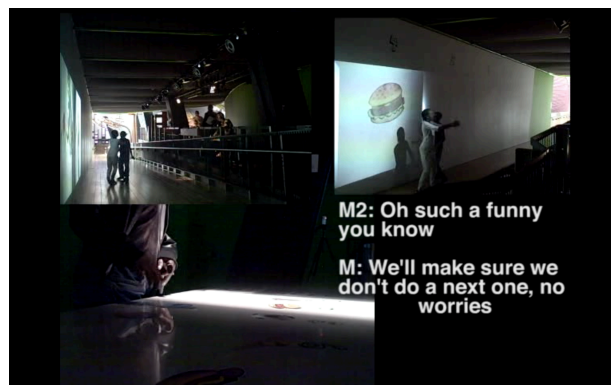 M2: Oh such a funny
you know
M: We'll make sure we
don't do a next one, no
worries